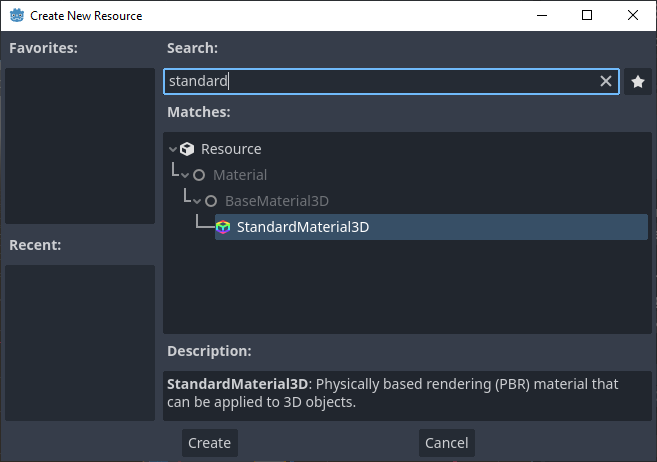 Create New Resource
Favorites:
Search:
standard
Matches:
Resource
Material
BaseMaterial3D
StandardMaterial3D
Recent:
Description:
StandardMaterial3D: Physically based rendering (PBR) material that
can be applied to 3D objects.
Create
Cancel